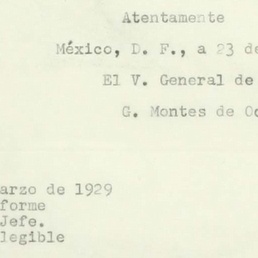 Atentamente
México, D. F., a 23 de
El V. General de
G. Montes de Oc
arzo de 1929
forme
Jefe.
legible